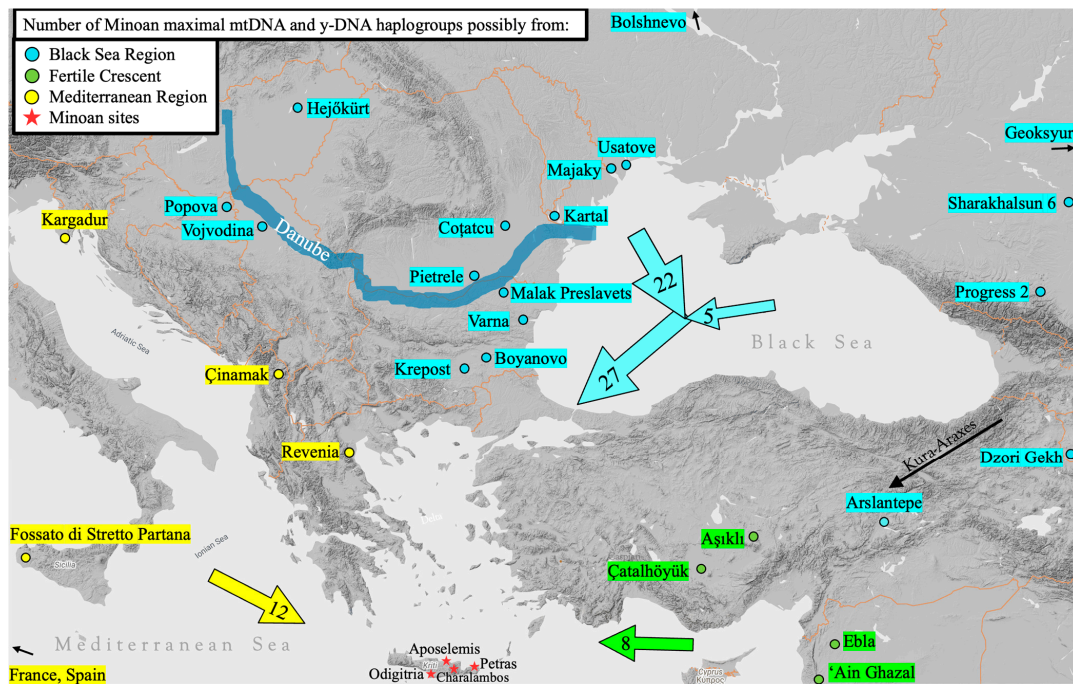 Number of Minoan maximal mtDNA and y-DNA haplogroups possibly from:
Black Sea Region
Fertile Crescent
Mediterranean Region
Minoan sites
Bolshnevo
Hejőkürt
Geoksyur
Usatove
Majaky
Popova
Vojvodina
Danube
Coțatcu
Kartal
Sharakhalsun 6
Kargadur
Pietrele
Malak Preslavets
22
5
Progress 2
Varna
Black Sea
Adriatic Sea
Boyanovo
Krepost
27
Çinamak
Kura-Araxes
Revenia
Dzori Gekh
Arslantepe
Fossato di Stretto Partana
Ionian Sea
Sicilia
Aşıklı
Çatalhöyük
12
8
Mediterranean Sea
Ebla
Aposelemis
Kriti
Petras
Odigitria
Charalambos
Cyprus
Κύπρος
'Ain Ghazal
France, Spain